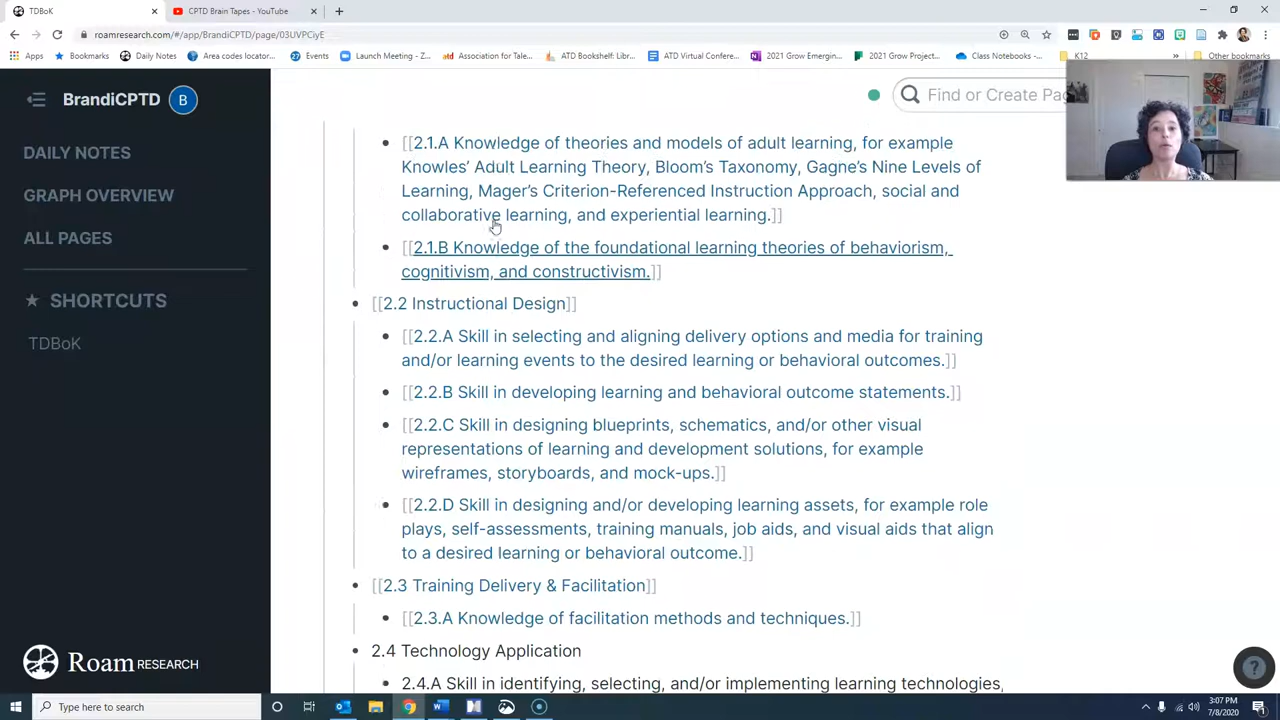 TDBoK
CPTD Brain Tapes - YouTube
roamresearch.com/#/app/BrandiCPTD/page/03UVPCiyE
Apps
Bookmarks
Daily Notes
Area codes locator...
Events
Launch Meeting - Z...
Association for Tale...
ATD Bookshelf: Libr...
ATD Virtual Confere...
2021 Grow Emergin...
2021 Grow Project...
Class Notebooks -...
K12
»
Other bookmarks
BrandiCPTD
B
Find or Create Pag
DAILY NOTES
GRAPH OVERVIEW
ALL PAGES
SHORTCUTS
TDBoK
[[2.1.A Knowledge of theories and models of adult learning, for example
Knowles' Adult Learning Theory, Bloom's Taxonomy, Gagne's Nine Levels of
Learning, Mager's Criterion-Referenced Instruction Approach, social and
collaborative learning, and experiential learning.]]
[[2.1.B Knowledge of the foundational learning theories of behaviorism,
cognitivism, and constructivism.]]
[[2.2 Instructional Design]]
[[2.2.A Skill in selecting and aligning delivery options and media for training
and/or learning events to the desired learning or behavioral outcomes.]]
[[2.2.B Skill in developing learning and behavioral outcome statements.]]
[[2.2.C Skill in designing blueprints, schematics, and/or other visual
representations of learning and development solutions, for example
wireframes, storyboards, and mock-ups.]]
[[2.2.D Skill in designing and/or developing learning assets, for example role
plays, self-assessments, training manuals, job aids, and visual aids that align
to a desired learning or behavioral outcome.]]
[[2.3 Training Delivery & Facilitation]]
[[2.3.A Knowledge of facilitation methods and techniques.]]
2.4 Technology Application
2.4.A Skill in identifying, selecting, and/or implementing learning technologies,
Roam RESEARCH
?
Type here to search
3:07 PM
7/8/2020